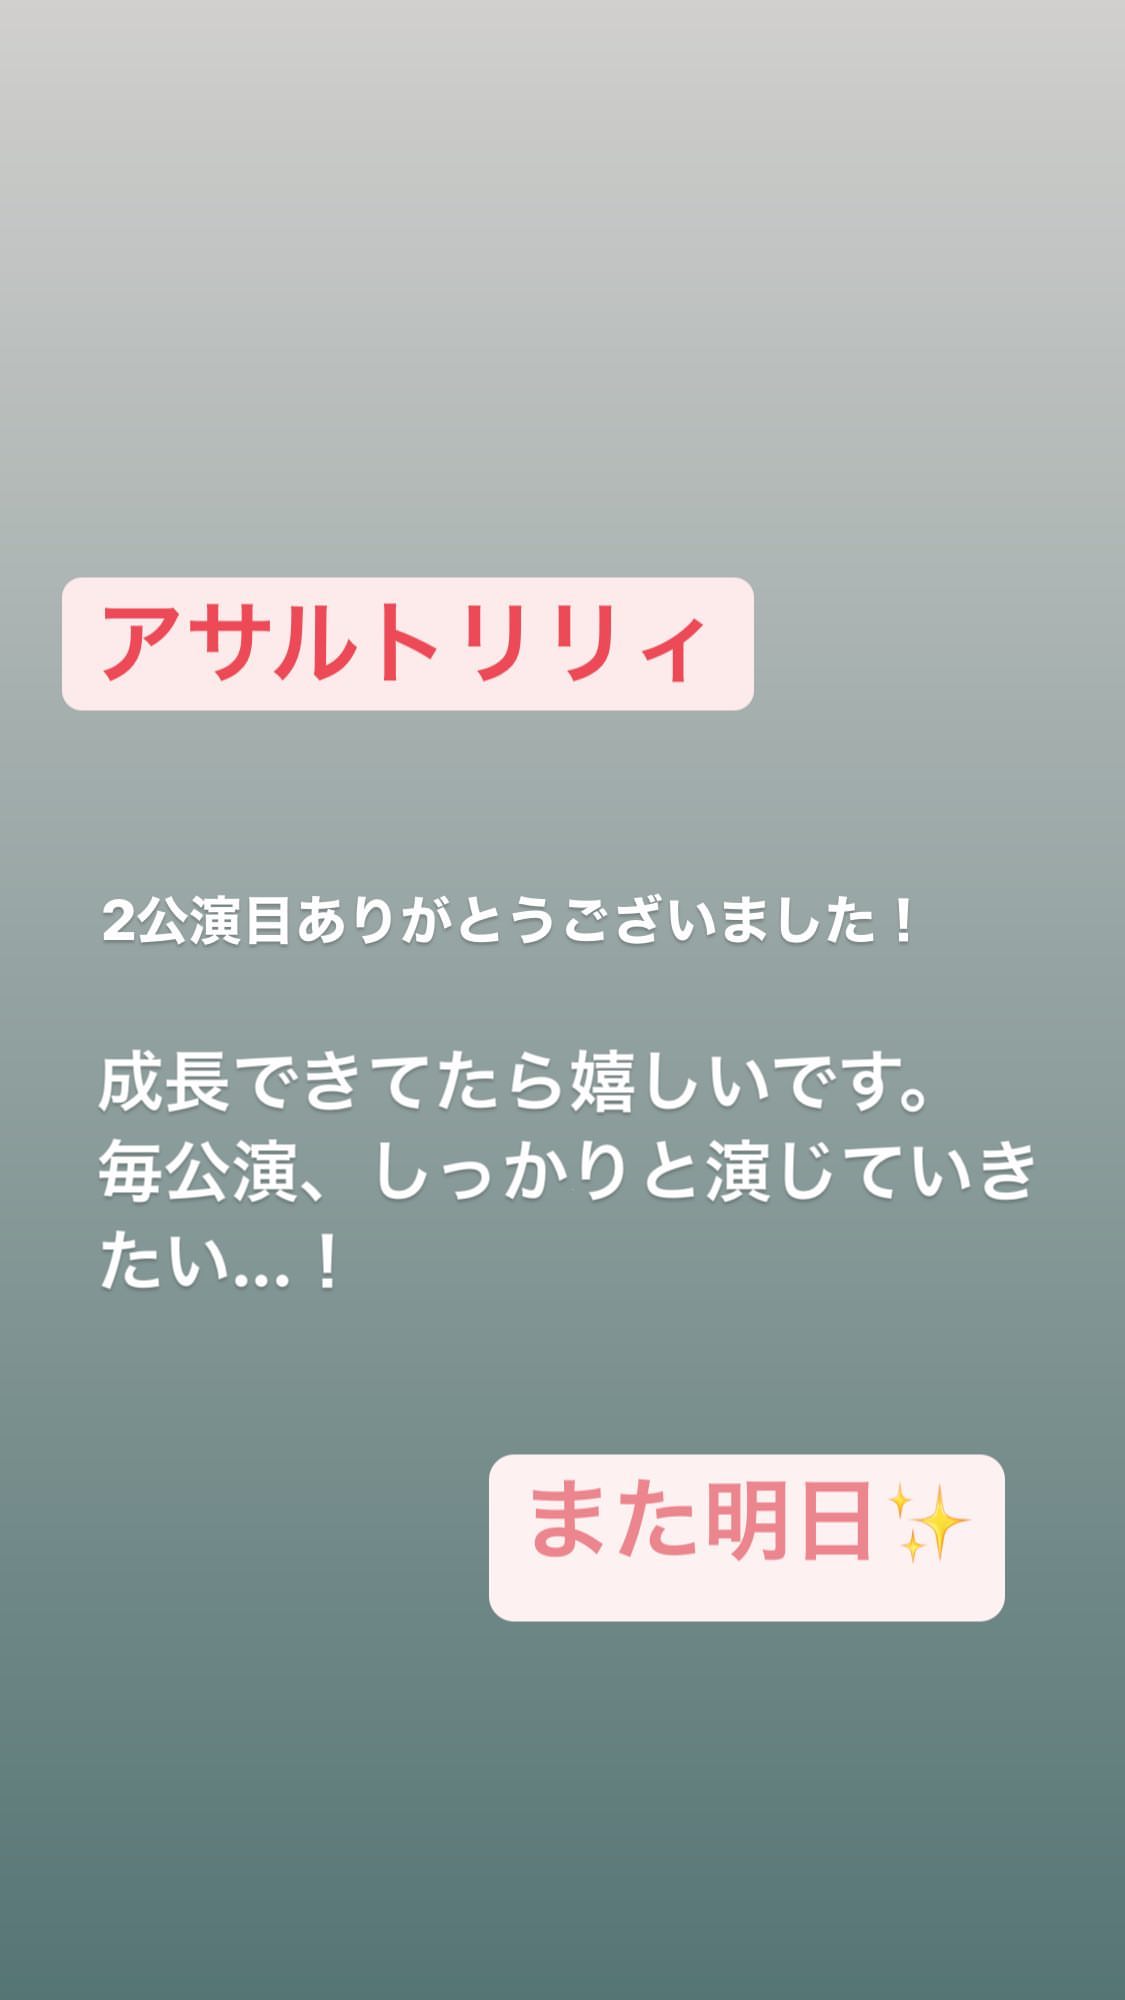 アサルトリリィ
2公演目ありがとうございました！
成長できてたら嬉しいです。
毎公演、しっかりと演じていき
たい...！
また明日✨